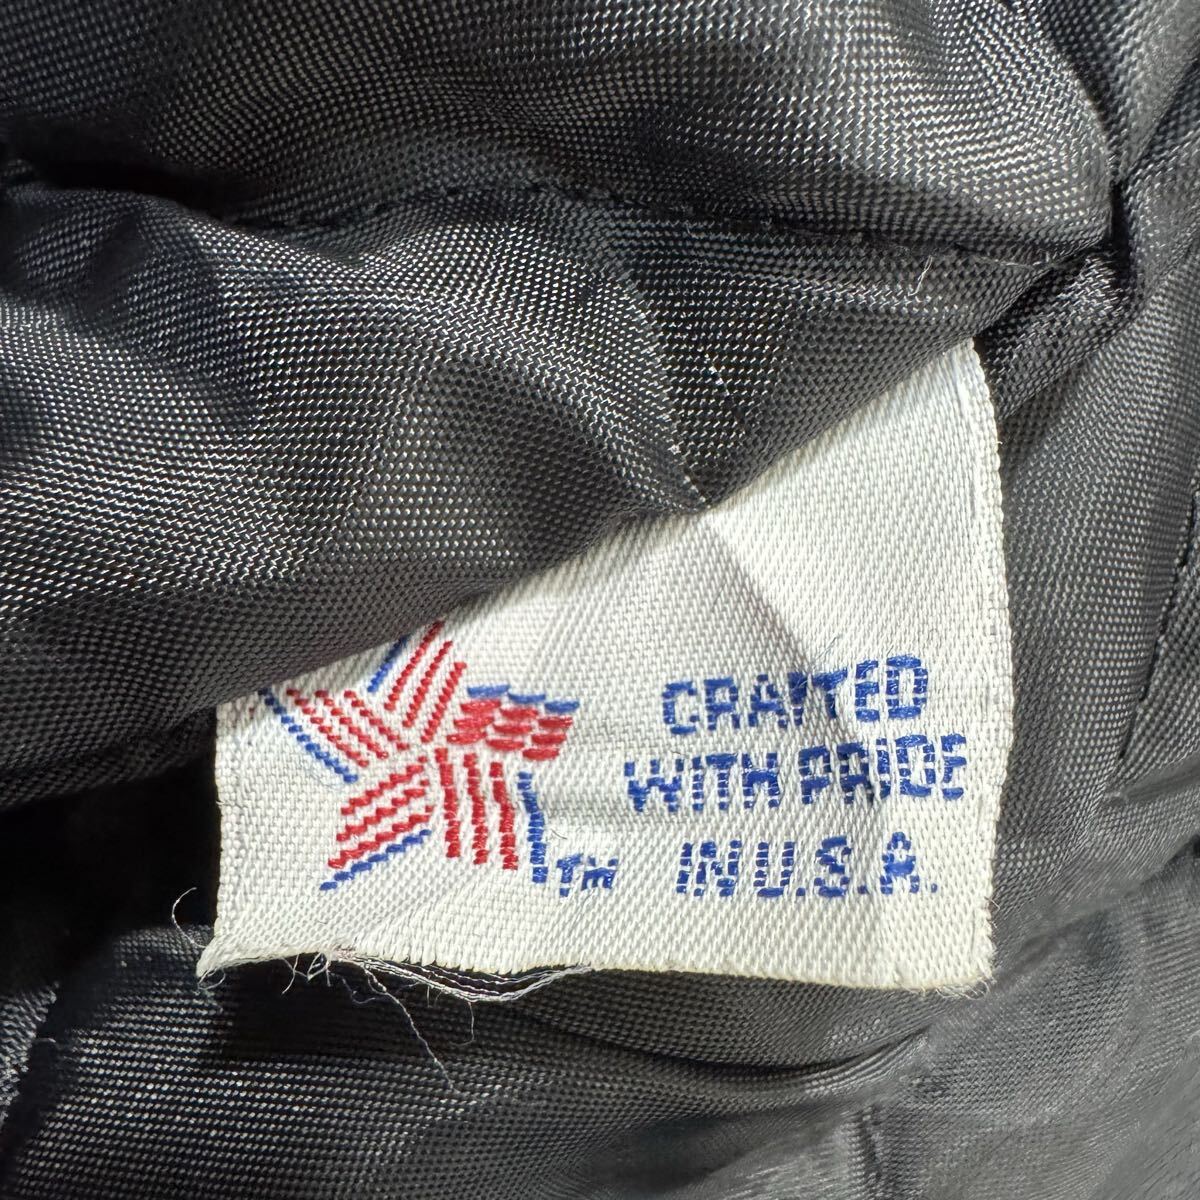 CRAFTED
WITH PRIDE
IN U.S.A.
TM